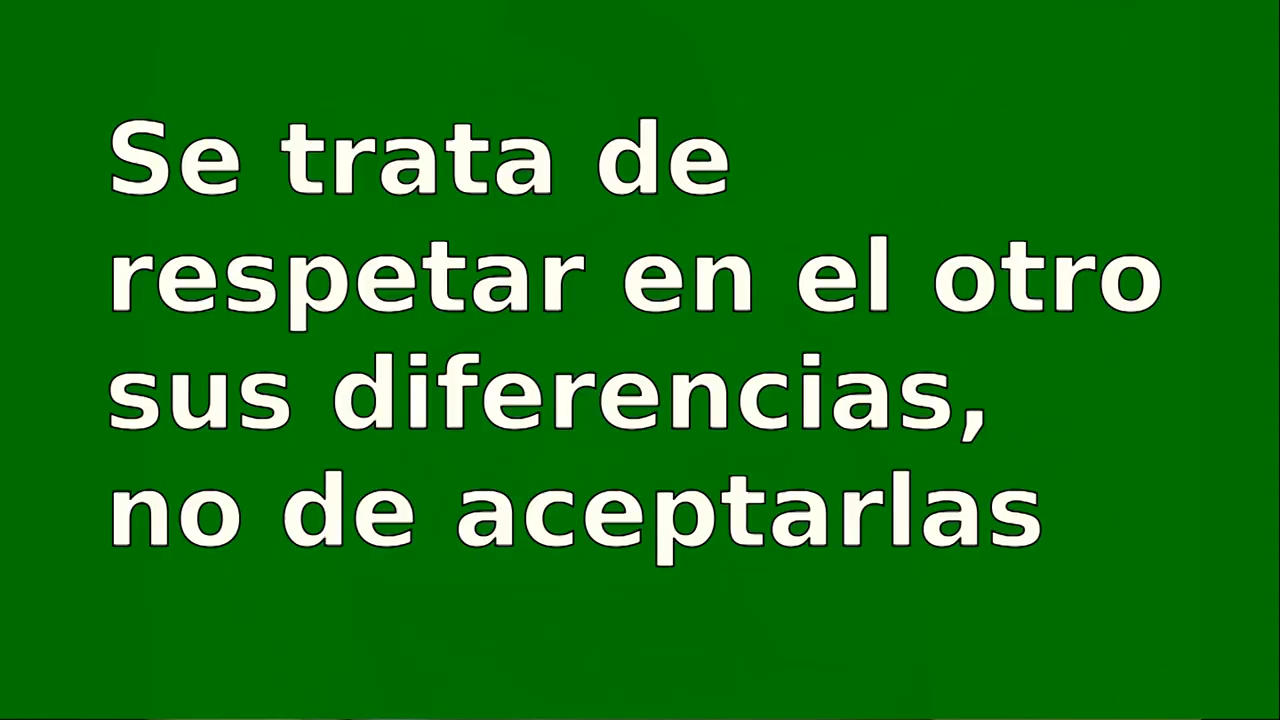 Se trata de
respetar en el otro
sus diferencias,
no de aceptarlas